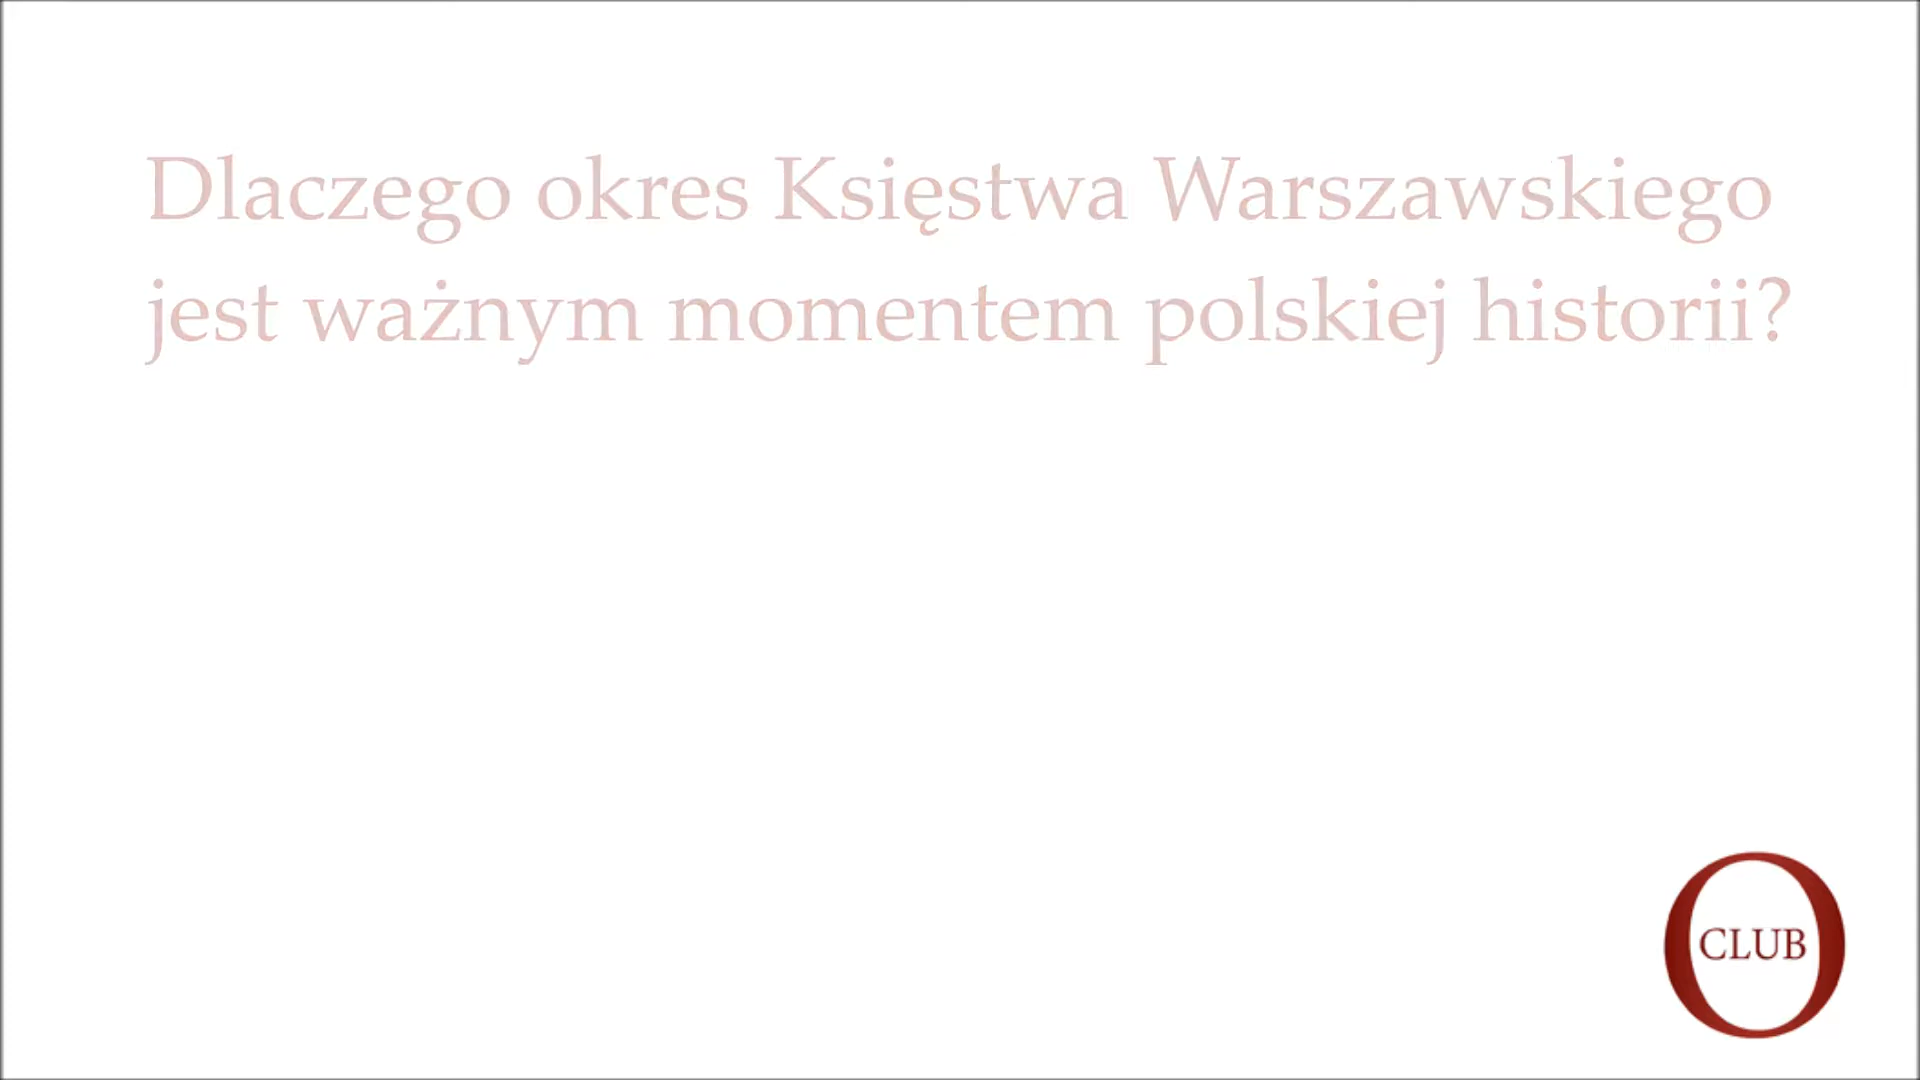 Dlaczego okres Księstwa Warszawskiego
jest ważnym momentem polskiej historii?
CLUB